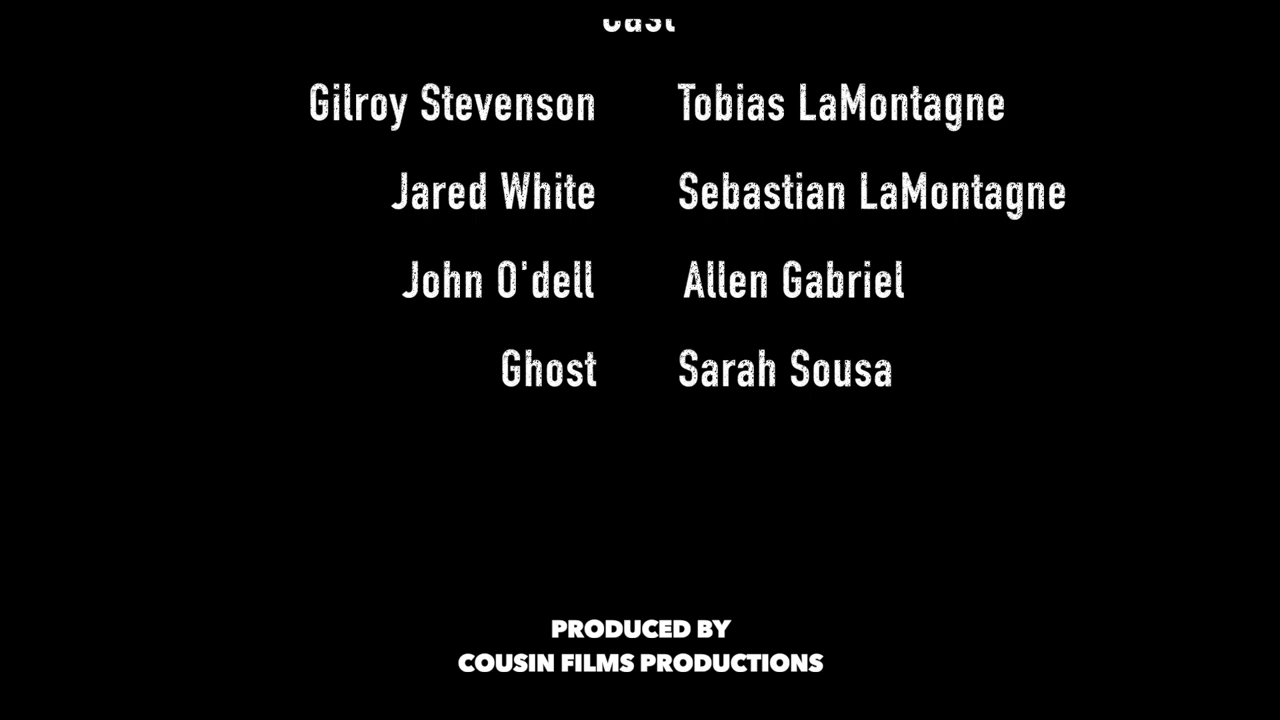 Cast
Gilroy Stevenson Tobias LaMontagne
Jared White Sebastian LaMontagne
John O'dell Allen Gabriel
Ghost Sarah Sousa
PRODUCED BY
COUSIN FILMS PRODUCTIONS